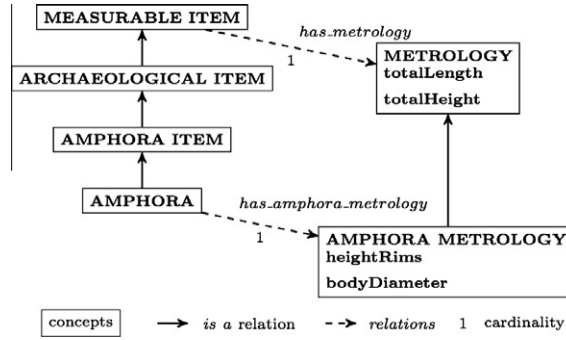 MEASURABLE ITEM
has_metrology
1
METROLOGY
totalLength
totalHeight
ARCHAEOLOGICAL ITEM
AMPHORA ITEM
AMPHORA
has_amphora_metrology
1
AMPHORA METROLOGY
heightRims
bodyDiameter
concepts is a relation relations 1 cardinality